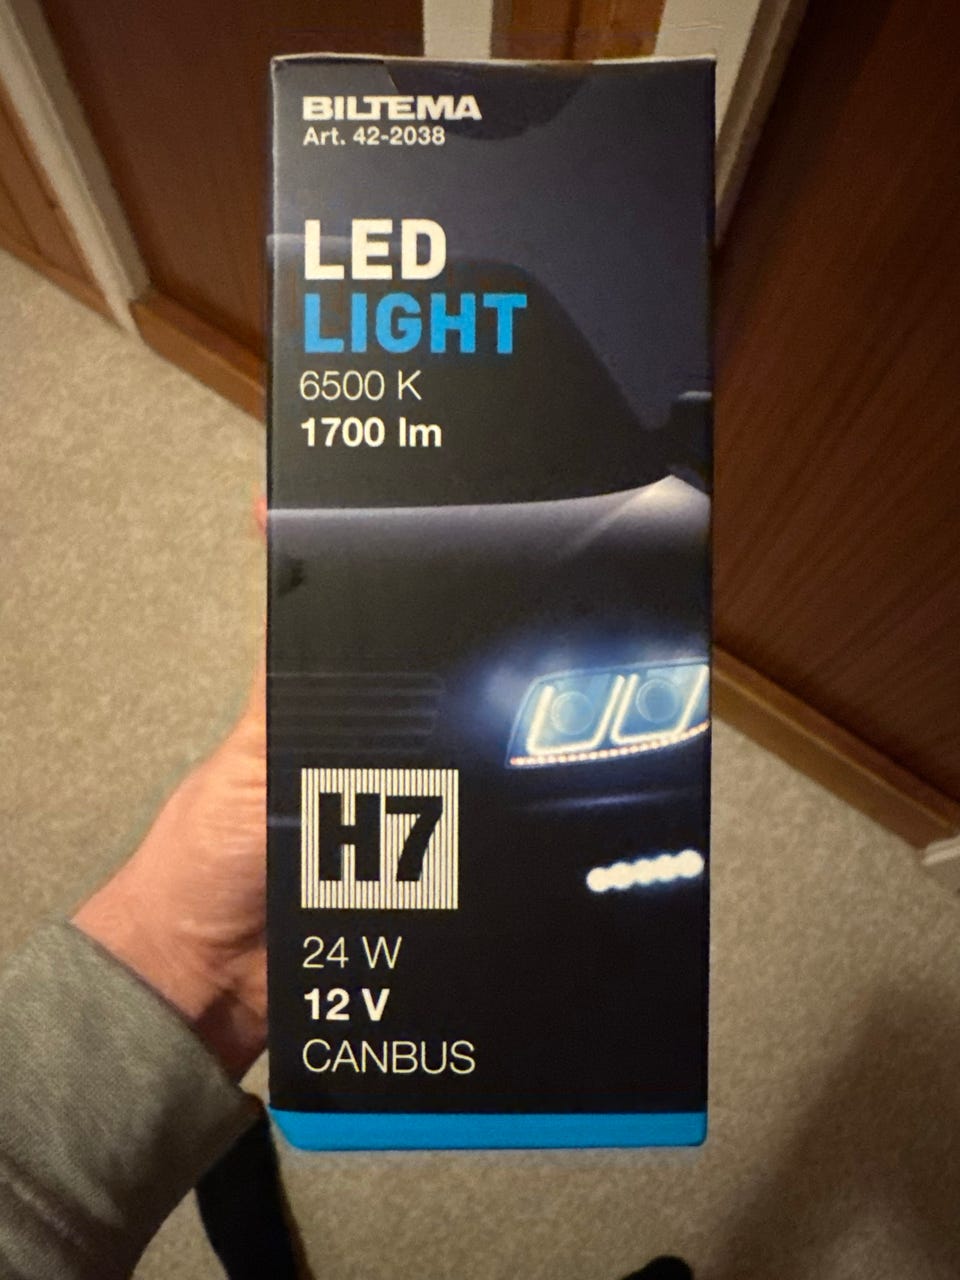 BILTEMA
Art. 42-2038
LED
LIGHT
6500 K
1700 lm
H7
24 W
12 V
CANBUS